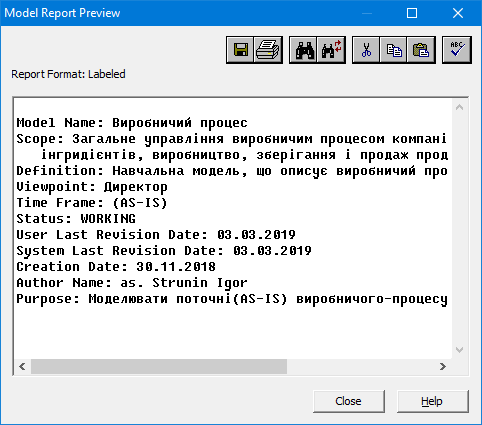 Model Report Preview
ABC
Report Format: Labeled
Model Name: Виробничий процес
Scope: Загальне управління виробничим процесом компані
інгридієнтів, виробництво, зберігання і продаж прод
Definition: Навчальна модель, що описує виробничий про
Viewpoint: Директор
Time Frame: (AS-IS)
Status: WORKING
User Last Revision Date: 03.03.2019
System Last Revision Date: 03.03.2019
Creation Date: 30.11.2018
Author Name: as. Strunin Igor
Purpose: Моделювати поточні(AS-IS) виробничого-процесу
Close Help